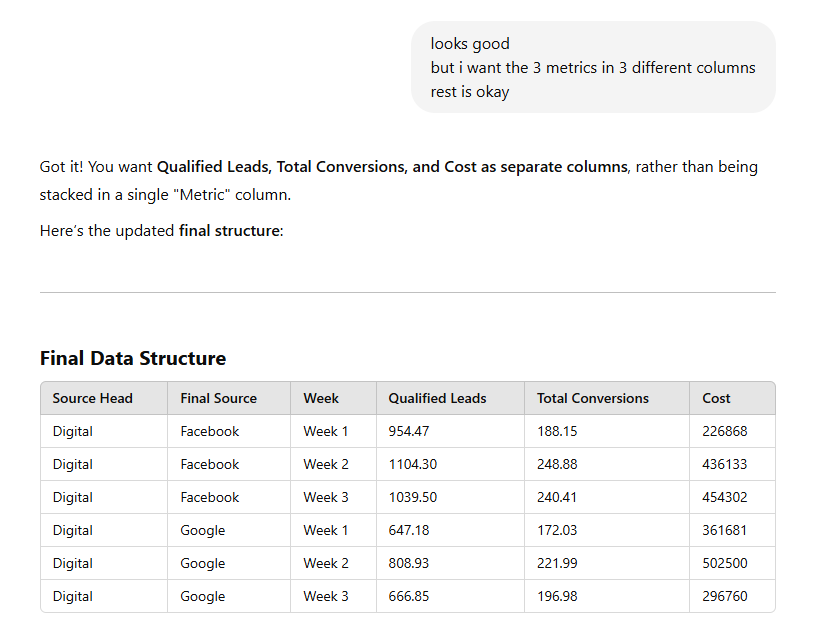 looks good
but i want the 3 metrics in 3 different columns
rest is okay
Got it! You want Qualified Leads, Total Conversions, and Cost as separate columns, rather than being
stacked in a single "Metric" column.
Here's the updated final structure:
Final Data Structure
Source Head Final Source Week Qualified Leads Total Conversions Cost
Digital Facebook Week 1 954.47 188.15 226868
Digital Facebook Week 2 1104.30 248.88 436133
Digital Facebook Week 3 1039.50 240.41 454302
Digital Google Week 1 647.18 172.03 361681
Digital Google Week 2 808.93 221.99 502500
Digital Google Week 3 666.85 196.98 296760